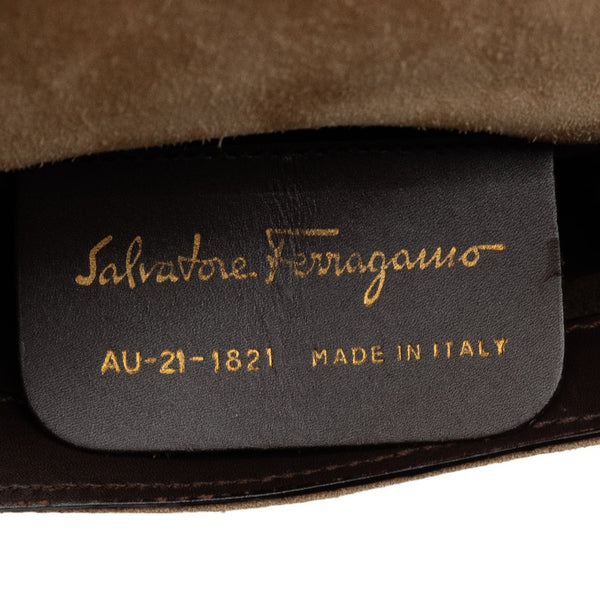 Salvatore Ferragamo
AU-21-1821 MADE IN ITALY